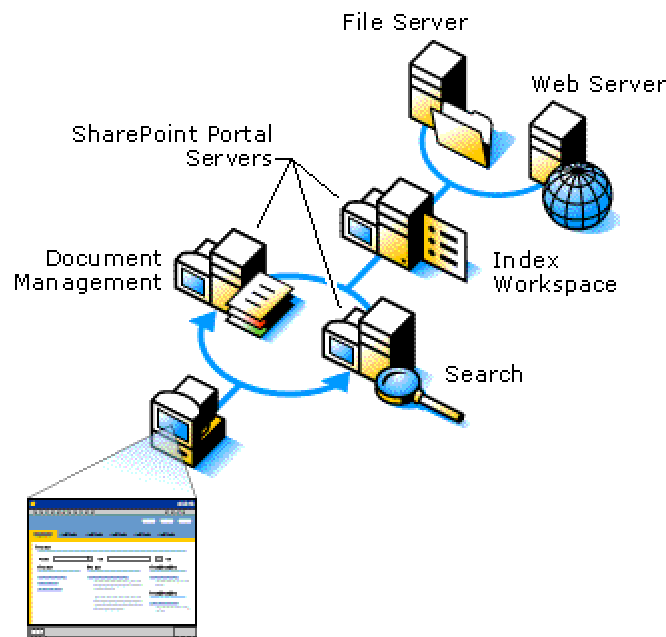 File Server
Web Server
SharePoint Portal
Servers
Document
Management
Index
Workspace
Search